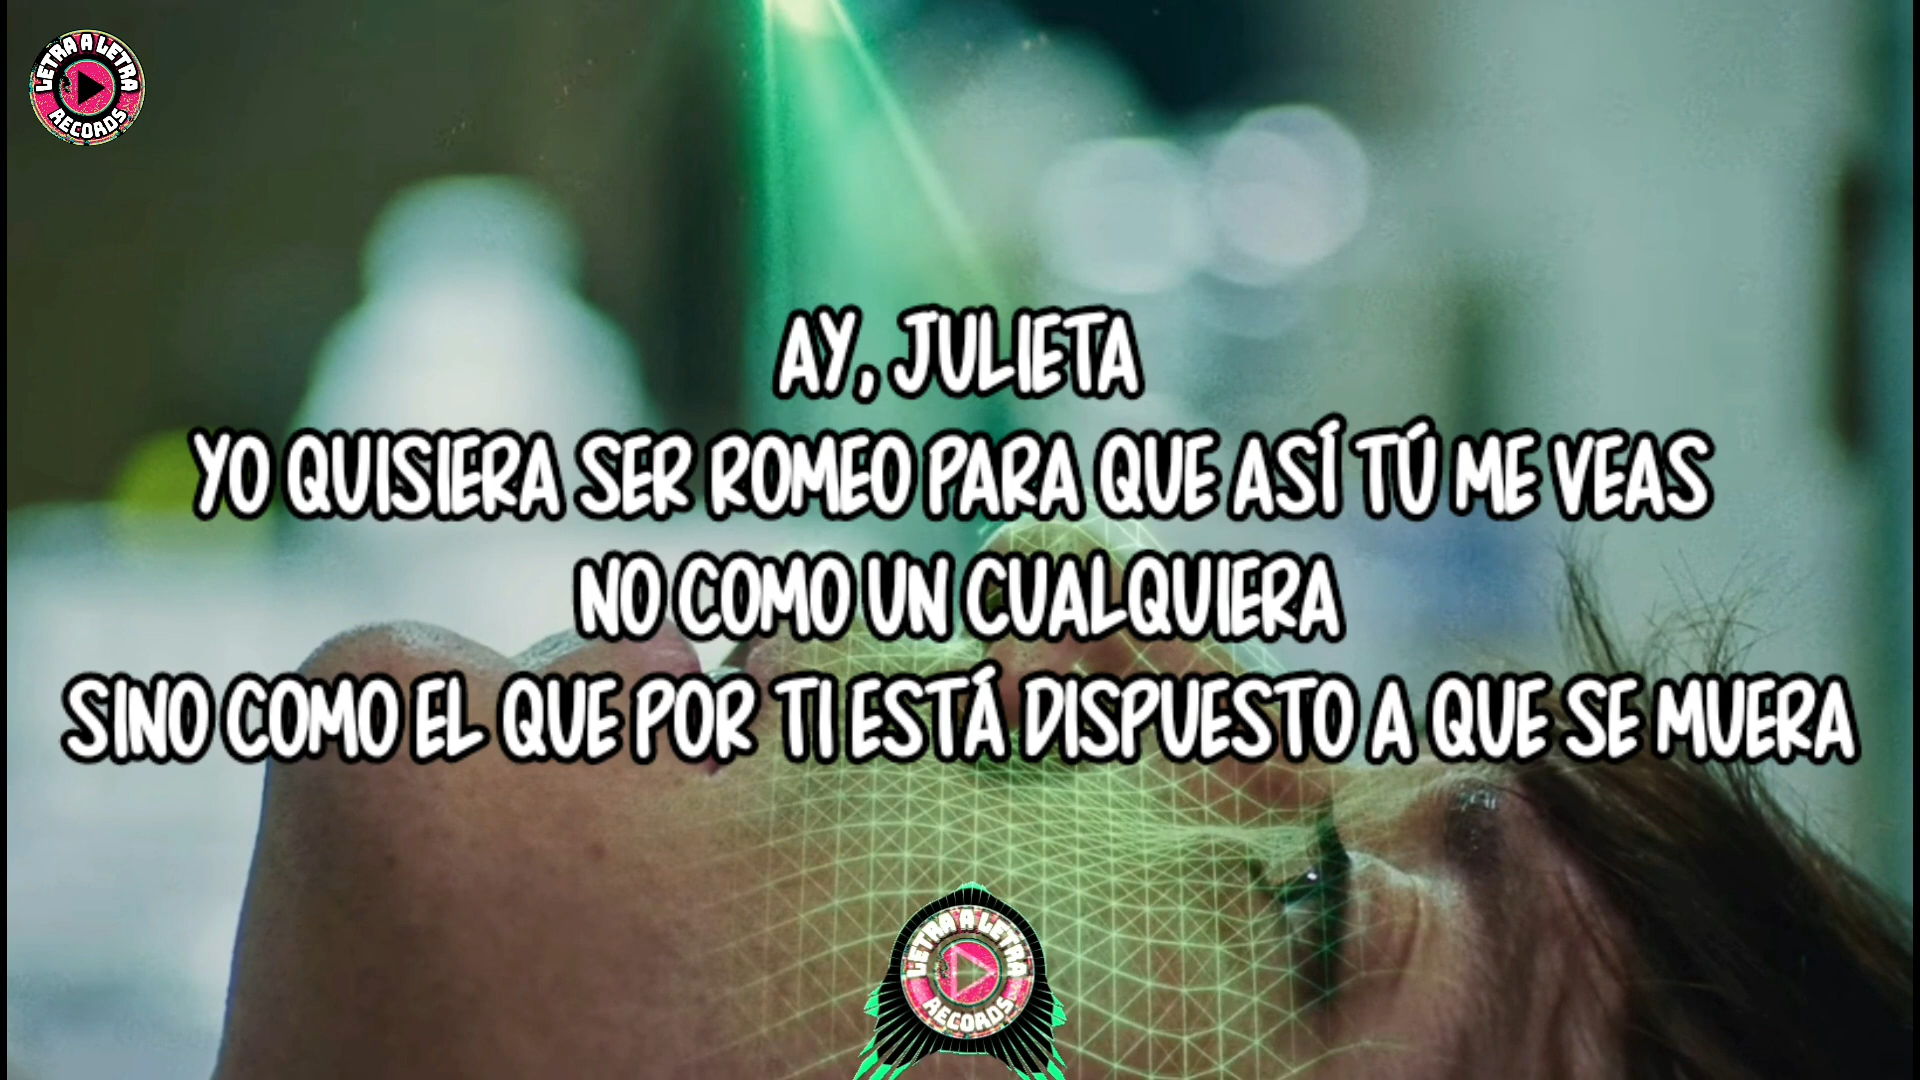 LETRA A LETRA
RECORDS
AY, JULIETA
YO QUISIERA SER ROMEO PARA QUE ASÍ TÚ ME VEAS
NO COMO UN CUALQUIERA
SINO COMO EL QUE POR TI ESTÁ DISPUESTO A QUE SE MUERA
LETRA A LETRA
RECORDS